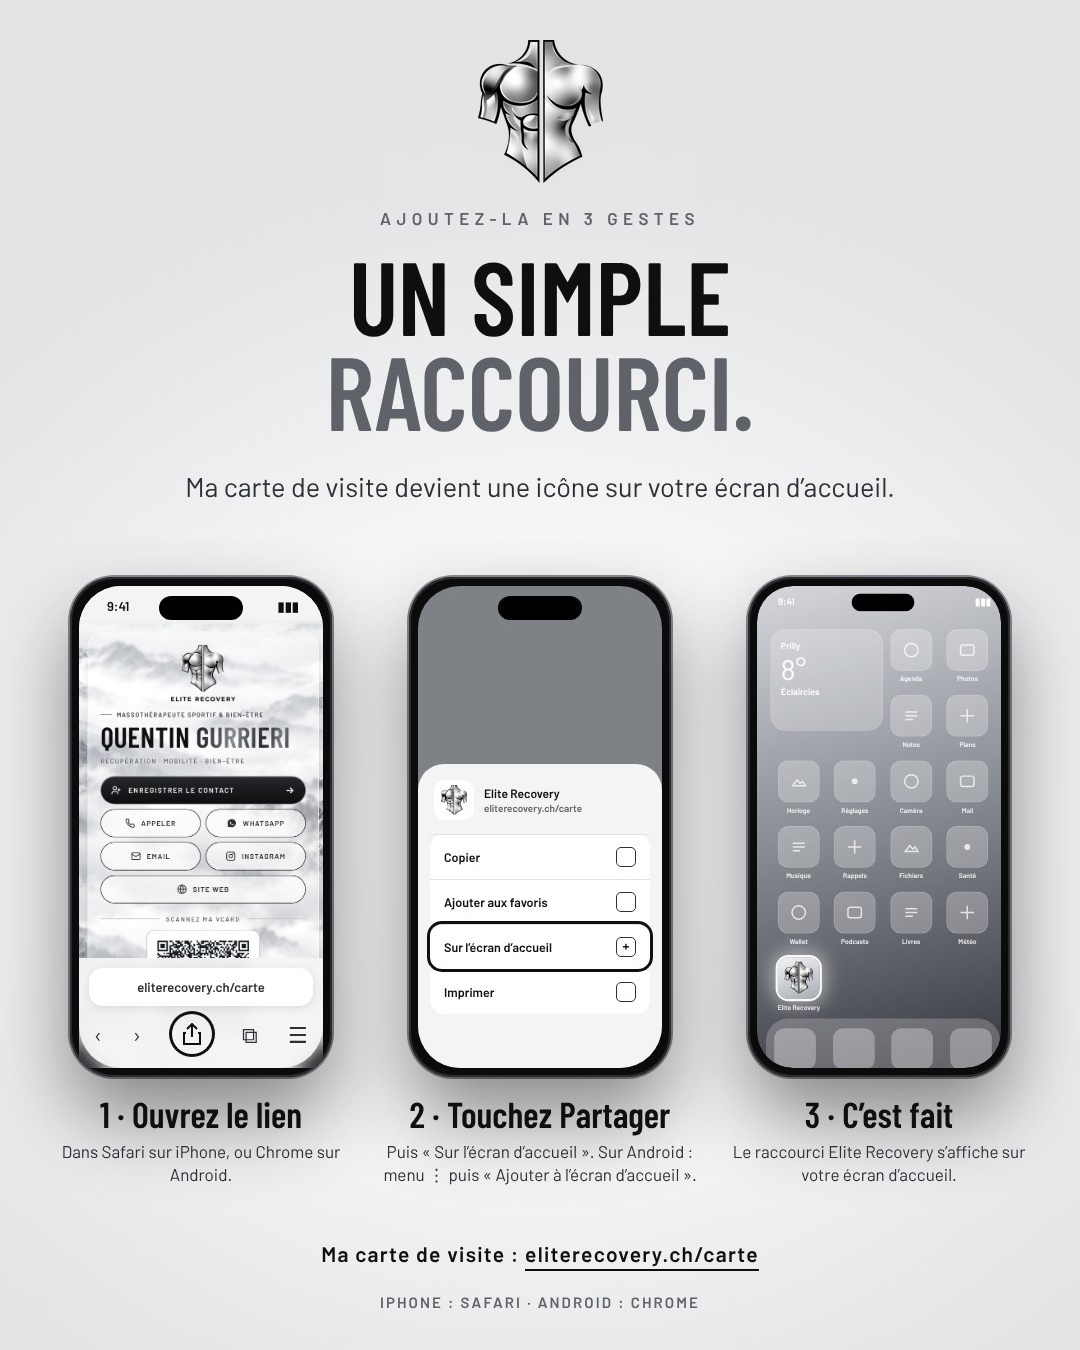 AJOUTEZ-LA EN 3 GESTES
UN SIMPLE
RACCOURCI.
Ma carte de visite devient une icône sur votre écran d’accueil.
9:41
ELITE RECOVERY
MASSOTHÉRAPEUTE SPORTIF & BIEN-ÊTRE
QUENTIN GURRIERI
RÉCUPÉRATION · MOBILITÉ · BIEN-ÊTRE
ENREGISTRER LE CONTACT
APPELER
WHATSAPP
EMAIL
INSTAGRAM
SITE WEB
SCANNEZ MA VCARD
eliterecovery.ch/carte
Elite Recovery
eliterecovery.ch/carte
Copier
Ajouter aux favoris
Sur l’écran d’accueil
Imprimer
9:41
Prilly
8°
Éclaircies
Agenda
Photos
Notes
Plans
Horloge
Réglages
Caméra
Mail
Musique
Rappels
Fichiers
Santé
Wallet
Podcasts
Livres
Météo
Elite Recovery
1 · Ouvrez le lien
Dans Safari sur iPhone, ou Chrome sur
Android.
2 · Touchez Partager
Puis « Sur l’écran d’accueil ». Sur Android :
menu ⋮ puis « Ajouter à l’écran d’accueil ».
3 · C’est fait
Le raccourci Elite Recovery s’affiche sur
votre écran d’accueil.
Ma carte de visite : eliterecovery.ch/carte
IPHONE : SAFARI · ANDROID : CHROME